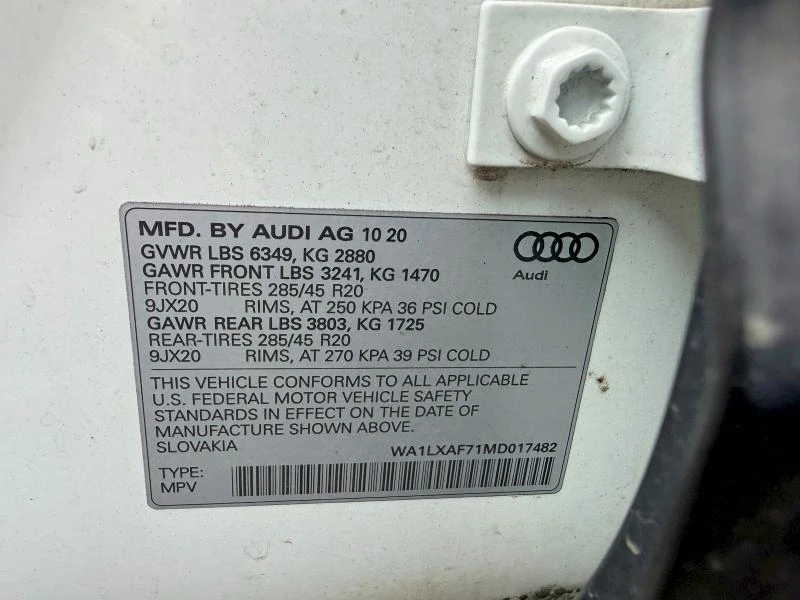 MFD. BY AUDI AG 10 20
GVWR LBS 6349, KG 2880
GAWR FRONT LBS 3241, KG 1470
FRONT-TIRES 285/45 R20
9JX20 RIMS, AT 250 KPA 36 PSI COLD
GAWR REAR LBS 3803, KG 1725
REAR-TIRES 285/45 R20
9JX20 RIMS, AT 270 KPA 39 PSI COLD
Audi
THIS VEHICLE CONFORMS TO ALL APPLICABLE
U.S. FEDERAL MOTOR VEHICLE SAFETY
STANDARDS IN EFFECT ON THE DATE OF
MANUFACTURE SHOWN ABOVE.
SLOVAKIA WA1LXAF71MD017482
TYPE:
MPV